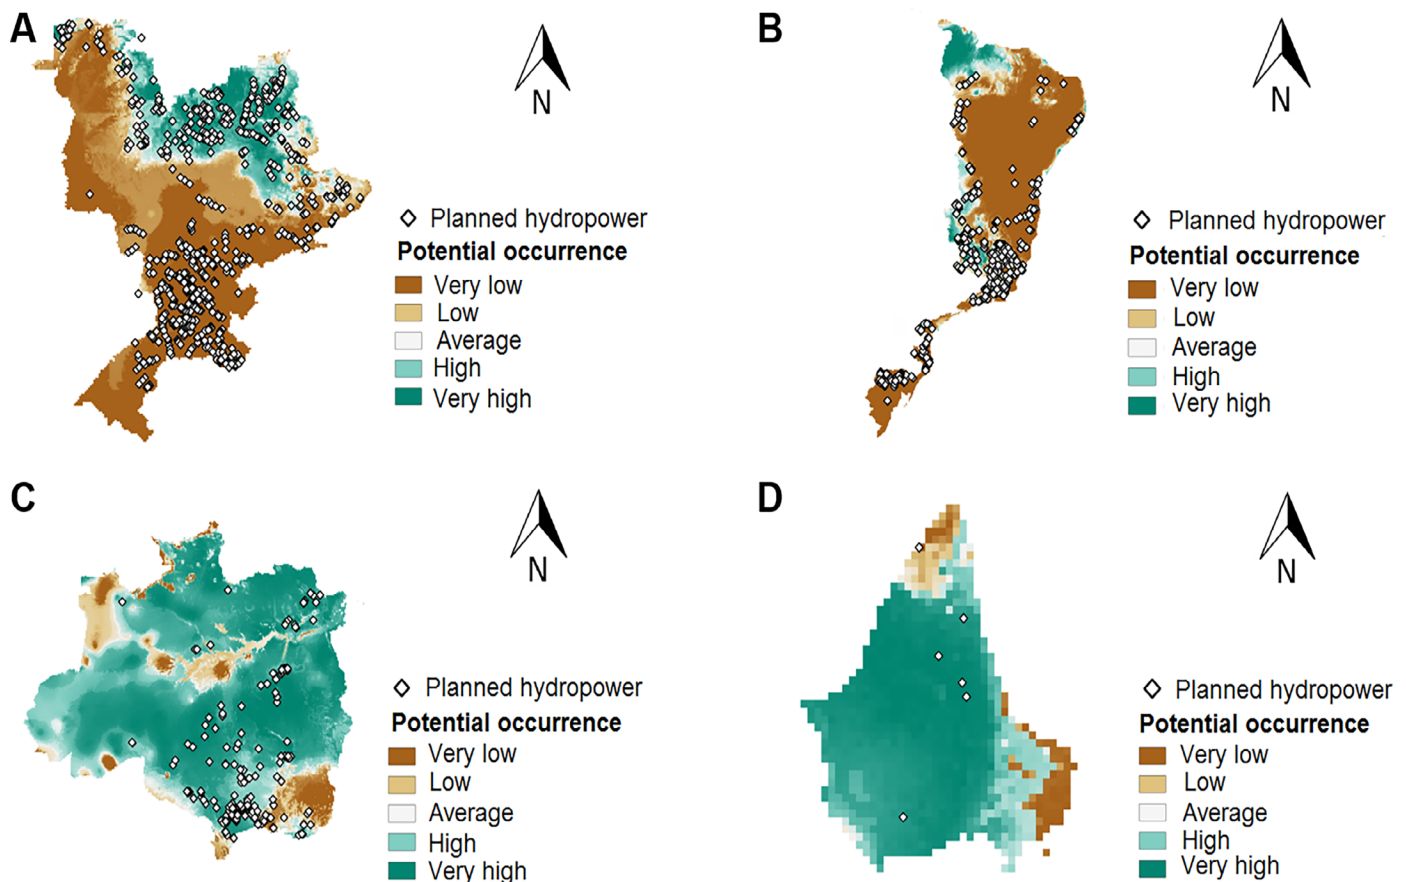 A
N
Planned hydropower
Potential occurrence
Very low
Low
Average
High
Very high
B
N
Planned hydropower
Potential occurrence
Very low
Low
Average
High
Very high
C
N
Planned hydropower
Potential occurrence
Very low
Low
Average
High
Very high
D
N
Planned hydropower
Potential occurrence
Very low
Low
Average
High
Very high